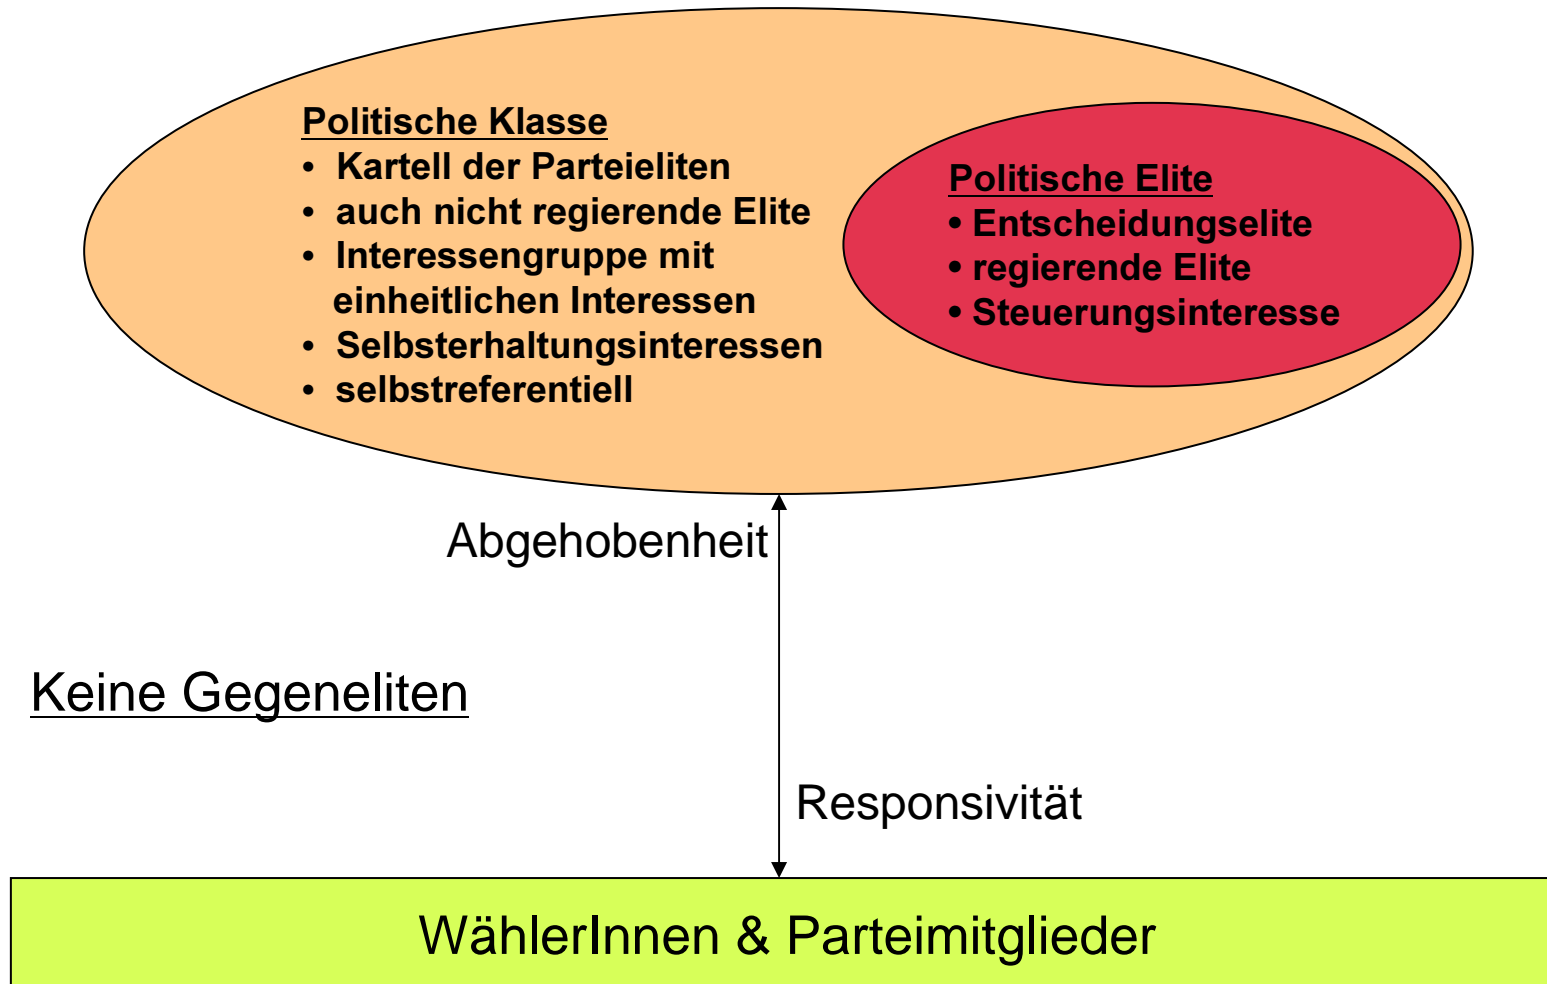 Politische Klasse
• Kartell der Parteieliten
• auch nicht regierende Elite
• Interessengruppe mit
einheitlichen Interessen
• Selbsterhaltungsinteressen
• selbstreferentiell
Politische Elite
• Entscheidungselite
• regierende Elite
• Steuerungsinteresse
Abgehobenheit
Keine Gegeneliten
Responsivität
WählerInnen & Parteimitglieder